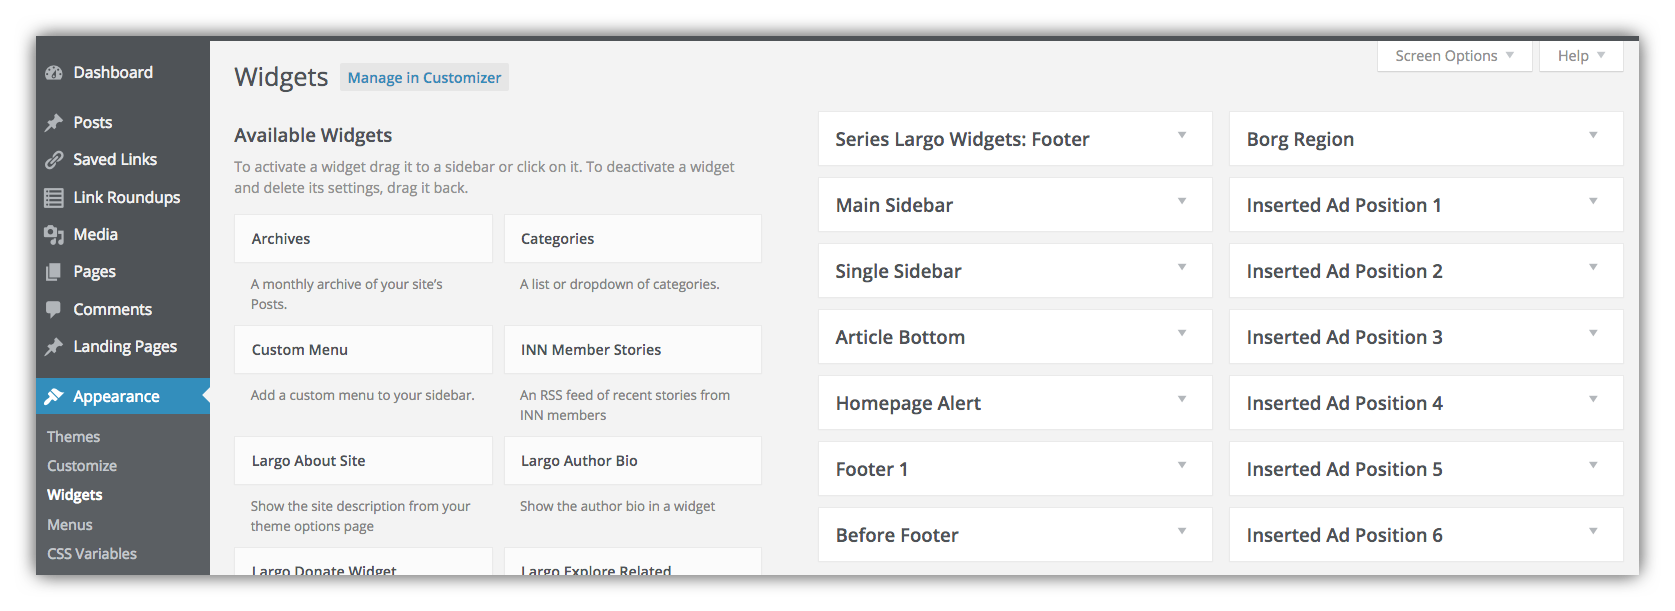 Dashboard
Posts
Saved Links
Link Roundups
Media
Pages
Comments
Landing Pages
Appearance
Themes
Customize
Widgets
Menus
CSS Variables
Screen Options
Help
Widgets
Manage in Customizer
Available Widgets
To activate a widget drag it to a sidebar or click on it. To deactivate a widget
and delete its settings, drag it back.
Archives
A monthly archive of your site's
Posts.
Categories
A list or dropdown of categories.
Custom Menu
Add a custom menu to your sidebar.
INN Member Stories
An RSS feed of recent stories from
INN members
Largo About Site
Show the site description from your
theme options page
Largo Author Bio
Show the author bio in a widget
Largo Donate Widget
Largo Explore Related
Series Largo Widgets: Footer
Main Sidebar
Single Sidebar
Article Bottom
Homepage Alert
Footer 1
Before Footer
Borg Region
Inserted Ad Position 1
Inserted Ad Position 2
Inserted Ad Position 3
Inserted Ad Position 4
Inserted Ad Position 5
Inserted Ad Position 6